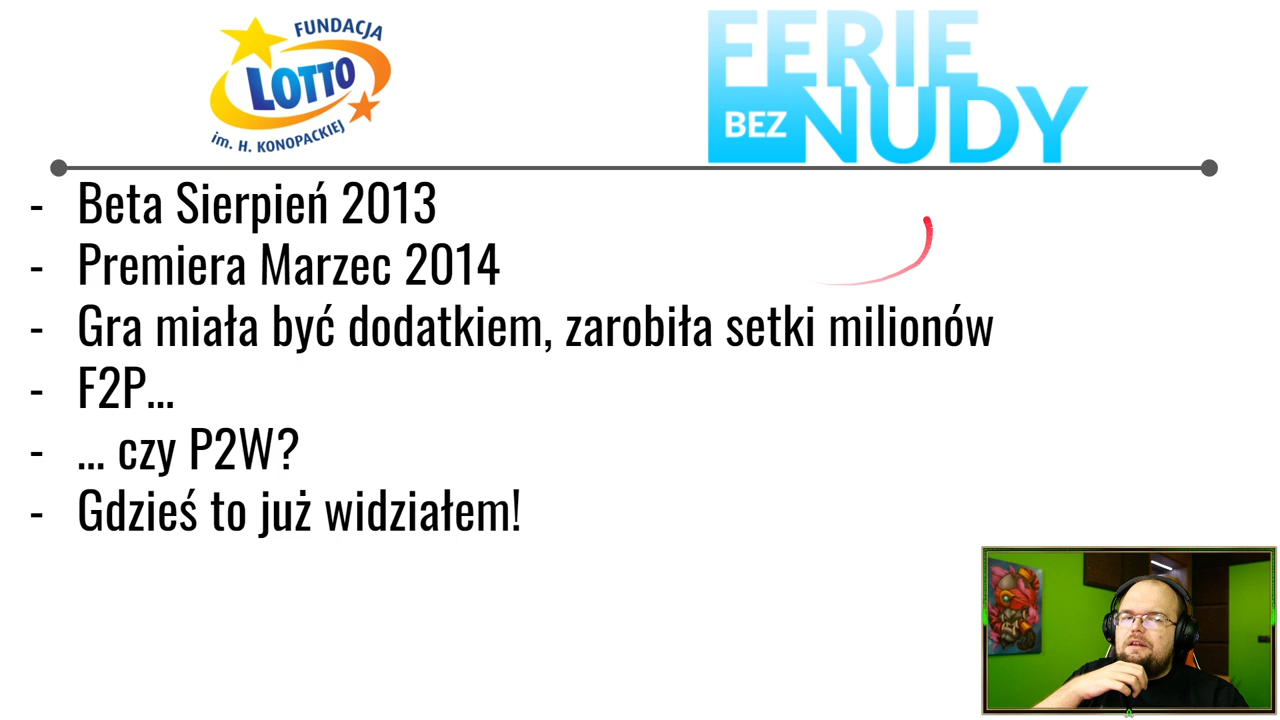 FUNDACJA
LOTTO
im. H. KONOPACKIEJ
FERIE
BEZ NUDY
- Beta Sierpień 2013
- Premiera Marzec 2014
- Gra miała być dodatkiem, zarobiła setki milionów
- F2P...
- ... czy P2W?
- Gdzieś to już widziałem!